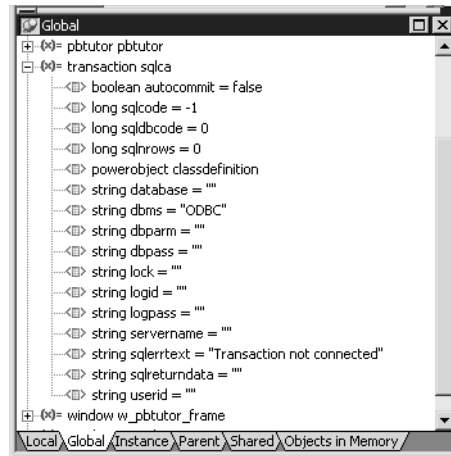 Global
(x)= pbtutor pbtutor
(x)= transaction sqlca
boolean autocommit = false
long sqlcode = -1
long sqldbcode = 0
long sqlnrows = 0
powerobject classdefinition
string database = ""
string dbms = "ODBC"
string dbparm = ""
string dbpass = ""
string lock = ""
string logid = ""
string logpass = ""
string servername = ""
string sqlerrtext = "Transaction not connected"
string sqlreturndata = ""
string userid = ""
(x)= window w_pbtutor_frame
Local Global Instance Parent Shared Objects in Memory